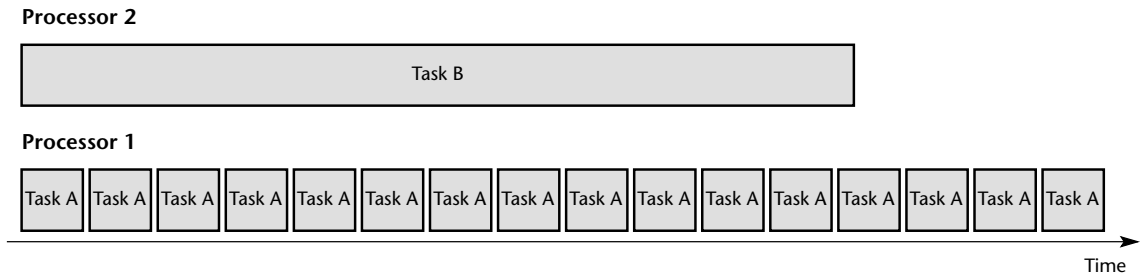 Processor 2
Task B
Processor 1
Task A Task A Task A Task A Task A Task A Task A Task A Task A Task A Task A Task A Task A Task A Task A Task A
Time